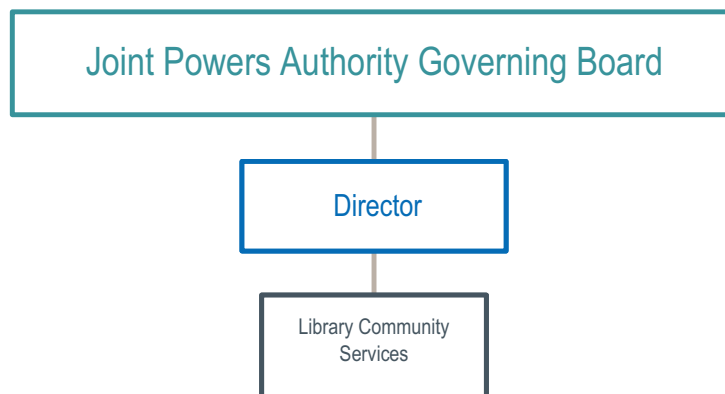 Joint Powers Authority Governing Board
Director
Library Community
Services